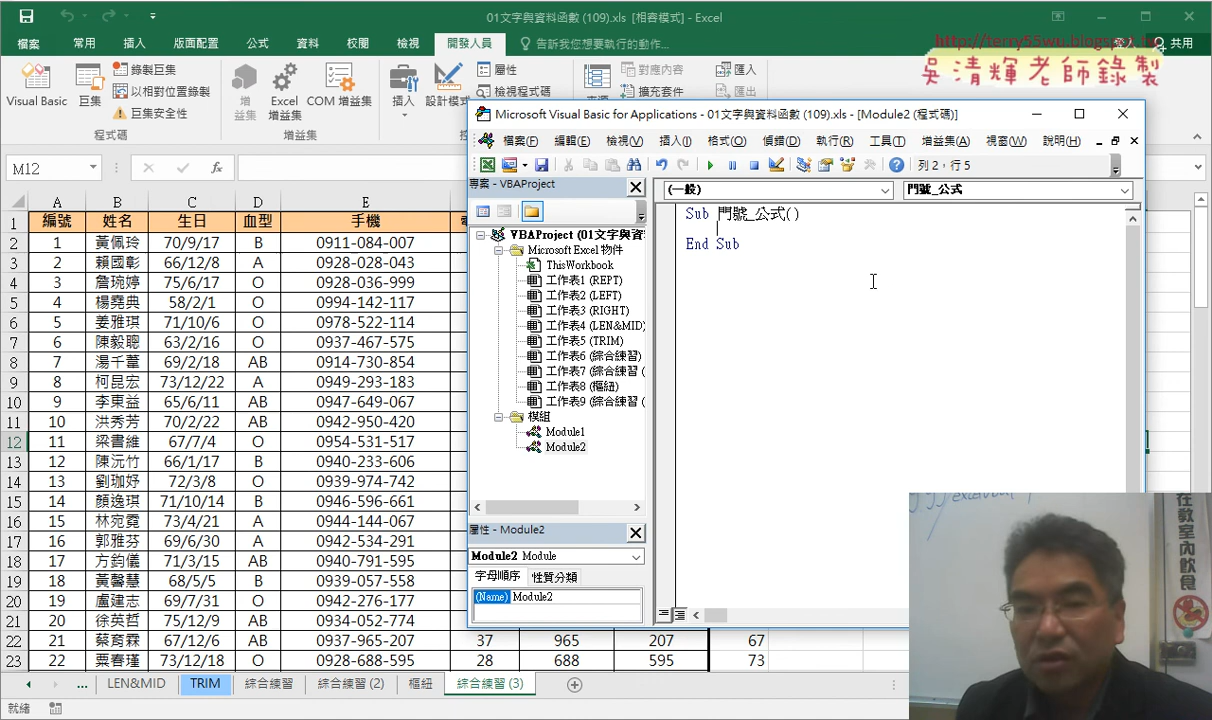 01文字與資料函數 (109).xls [相容模式] - Excel
檔案 常用 插入 版面配置 公式 資料 校閱 檢視 開發人員 告訴我您想要執行的動作... 登入 共用
http://terry55wu.blogspot.tw
吳清輝老師錄製
Visual Basic 巨集 錄製巨集 以相對位置錄製 巨集安全性 增益集 Excel 增益集 COM 增益集 插入 設計模式 屬性 檢視程式碼 對應內容 擴充套件 匯入 匯出
程式碼 增益集
M12 fx
Microsoft Visual Basic for Applications - 01文字與資料函數 (109).xls - [Module2 (程式碼)]
檔案(F) 編輯(E) 檢視(V) 插入(I) 格式(O) 偵錯(D) 執行(R) 工具(T) 增益集(A) 視窗(W) 說明(H)
列 2，行 5
專案 - VBAProject
(一般) 門號_公式
Sub 門號_公式()
End Sub
VBAProject (01文字與資
Microsoft Excel 物件
ThisWorkbook
工作表1 (REPT)
工作表2 (LEFT)
工作表3 (RIGHT)
工作表4 (LEN&MID)
工作表5 (TRIM)
工作表6 (綜合練習)
工作表7 (綜合練習 (
工作表8 (樞紐)
工作表9 (綜合練習 (
模組
Module1
Module2
屬性 - Module2
Module2 Module
字母順序 性質分類
(Name) Module2
A B C D E
1 編號 姓名 生日 血型 手機
2 1 黃佩玲 70/9/17 B 0911-084-007
3 2 賴國彰 66/12/8 A 0928-028-043
4 3 詹琬婷 75/6/17 O 0928-036-999
5 4 楊堯典 58/2/1 O 0994-142-117
6 5 姜雅琪 71/10/6 O 0978-522-114
7 6 陳毅聰 63/2/16 O 0937-467-575
8 7 湯千葦 69/2/18 AB 0914-730-854
9 8 柯昆宏 73/12/22 A 0949-293-183
10 9 李東益 65/6/11 AB 0947-649-067
11 10 洪秀芳 70/2/22 AB 0942-950-420
12 11 梁書維 67/7/4 O 0954-531-517
13 12 陳沅竹 66/1/17 B 0940-233-606
14 13 劉珈妤 72/3/8 O 0939-974-742
15 14 顏逸琪 71/10/14 B 0946-596-661
16 15 林宛霓 73/4/21 A 0944-144-067
17 16 郭雅芬 69/6/30 A 0942-534-291
18 17 方鈞儀 71/3/15 AB 0940-791-595
19 18 黃馨慧 68/5/5 B 0939-057-558
20 19 盧建志 69/7/31 O 0942-276-177
21 20 徐英哲 75/12/9 AB 0934-052-774
22 21 蔡育霖 67/12/6 AB 0937-965-207 37 965 207 67
23 22 粟春瑾 73/12/18 O 0928-688-595 28 688 595 73
... LEN&MID TRIM 綜合練習 綜合練習 (2) 樞紐 綜合練習 (3)
就緒
在教室內飲食